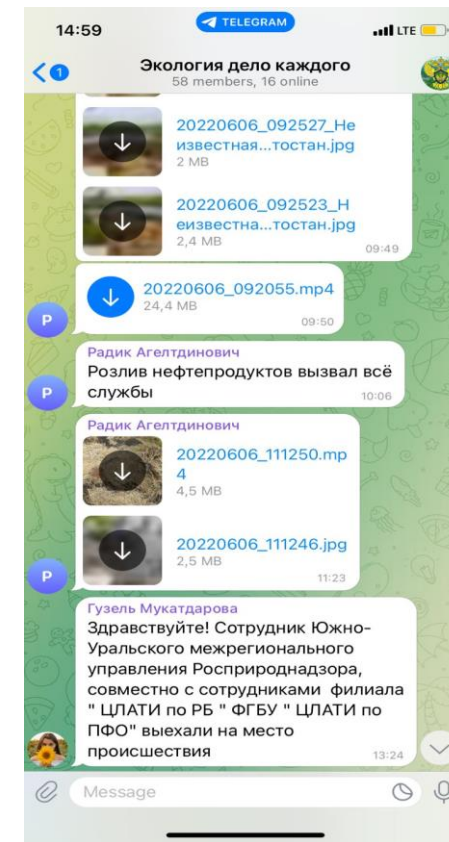 14:59
TELEGRAM
LTE
1
Экология дело каждого
58 members, 16 online
20220606_092527_Не
известная...тостан.jpg
2 MB
20220606_092523_Н
еизвестна...тостан.jpg
2,4 MB
09:49
20220606_092055.mp4
24,4 MB
09:50
Р
Радик Агелтдинович
Розлив нефтепродуктов вызвал всё
службы
10:06
Р
Радик Агелтдинович
20220606_111250.mp
4
4,5 MB
20220606_111246.jpg
2,5 MB
11:23
Р
Гузель Мукатдарова
Здравствуйте! Сотрудник Южно-
Уральского межрегионального
управления Росприроднадзора,
совместно с сотрудниками филиала
" ЦЛАТИ по РБ " ФГБУ " ЦЛАТИ по
ПФО" выехали на место
происшествия
13:24
Message